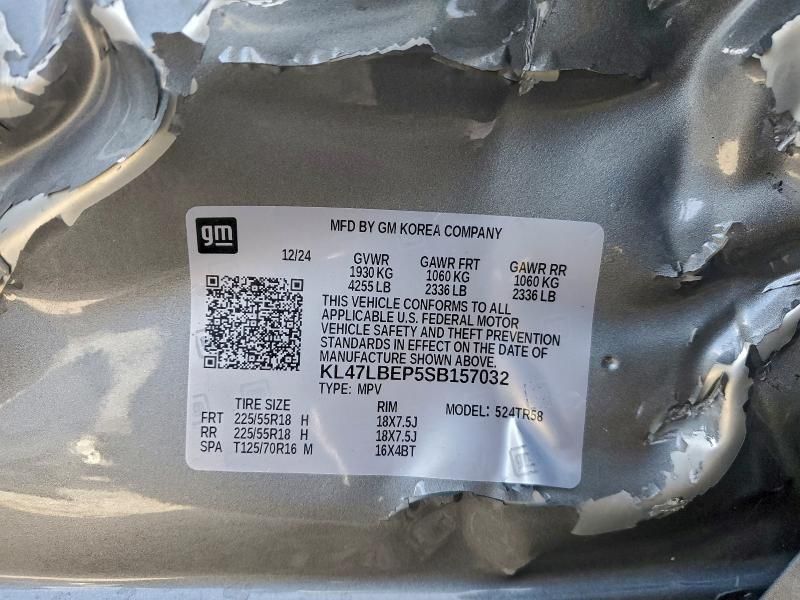 gm
MFD BY GM KOREA COMPANY
12/24 GVWR GAWR FRT GAWR RR
1930 KG 1060 KG 1060 KG
4255 LB 2336 LB 2336 LB
THIS VEHICLE CONFORMS TO ALL
APPLICABLE U.S. FEDERAL MOTOR
VEHICLE SAFETY AND THEFT PREVENTION
STANDARDS IN EFFECT ON THE DATE OF
MANUFACTURE SHOWN ABOVE.
KL47LBEP5SB157032
TYPE: MPV
TIRE SIZE RIM MODEL: 524TR58
FRT 225/55R18 H 18X7.5J
RR 225/55R18 H 18X7.5J
SPA T125/70R16 M 16X4BT